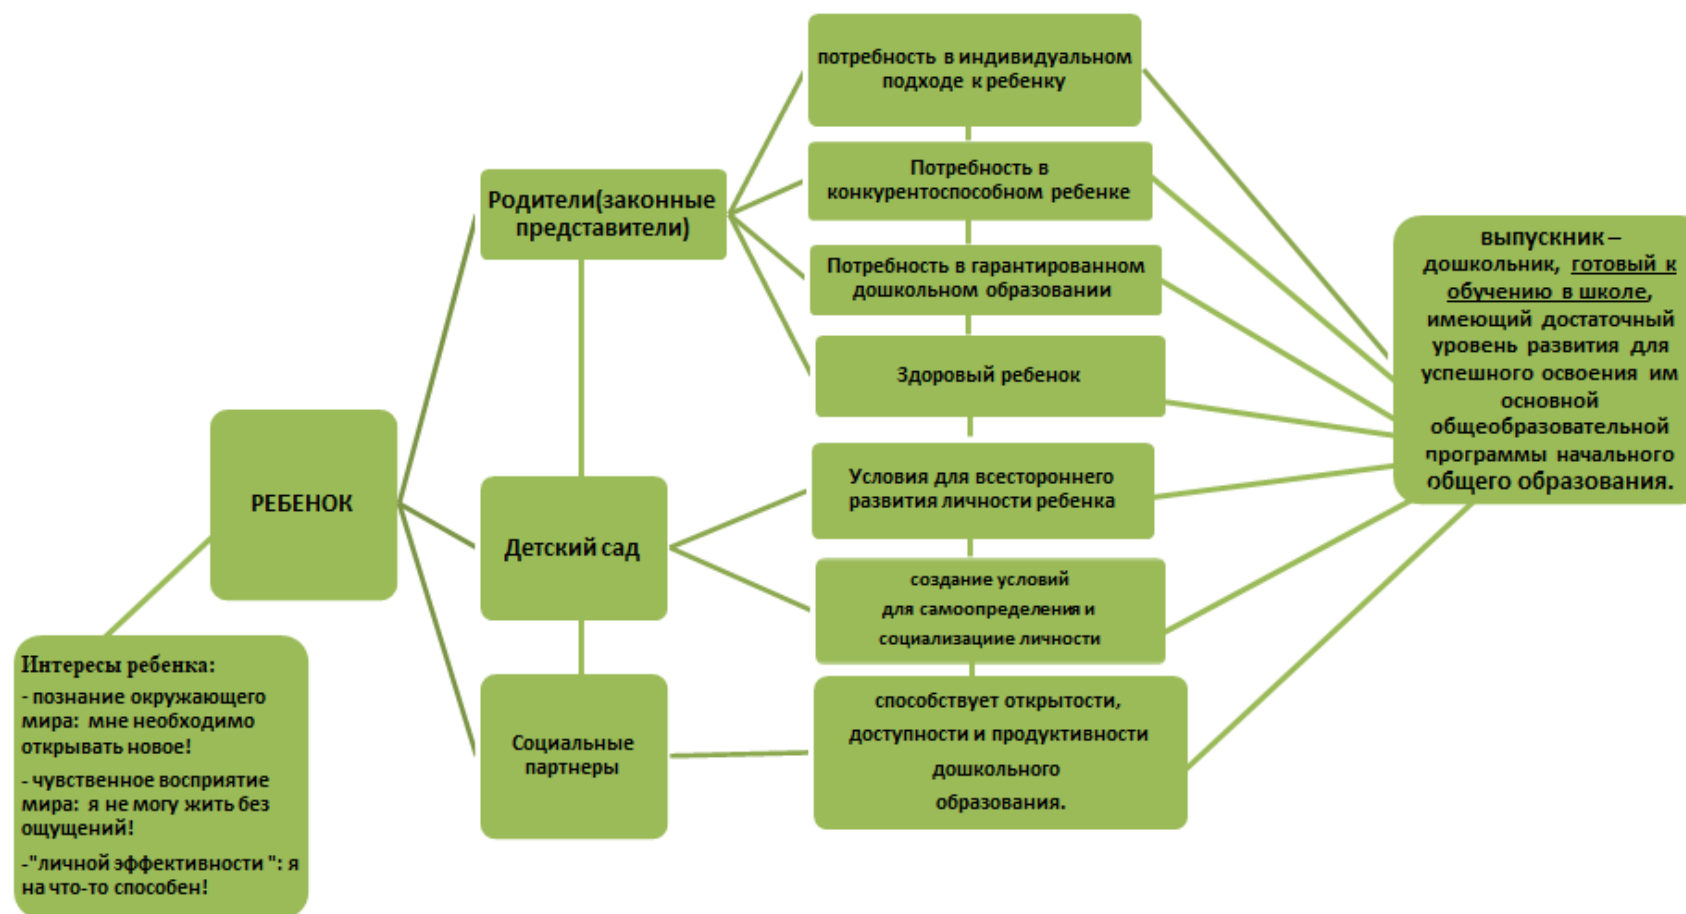 потребность в индивидуальном
подходе к ребенку
Потребность в
конкурентоспособном ребенке
Родители(законные
представители)
Потребность в гарантированном
дошкольном образовании
Здоровый ребенок
выпускник –
дошкольник, готовый к
обучению в школе,
имеющий достаточный
уровень развития для
успешного освоения им
основной
общеобразовательной
программы начального
общего образования.
РЕБЕНОК
Детский сад
Условия для всестороннего
развития личности ребенка
создание условий
для самоопределения и
социализациие личности
Социальные
партнеры
способствует открытости,
доступности и продуктивности
дошкольного
образования.
Интересы ребенка:
- познание окружающего
мира: мне необходимо
открывать новое!
- чувственное восприятие
мира: я не могу жить без
ощущений!
-"личной эффективности ": я
на что-то способен!